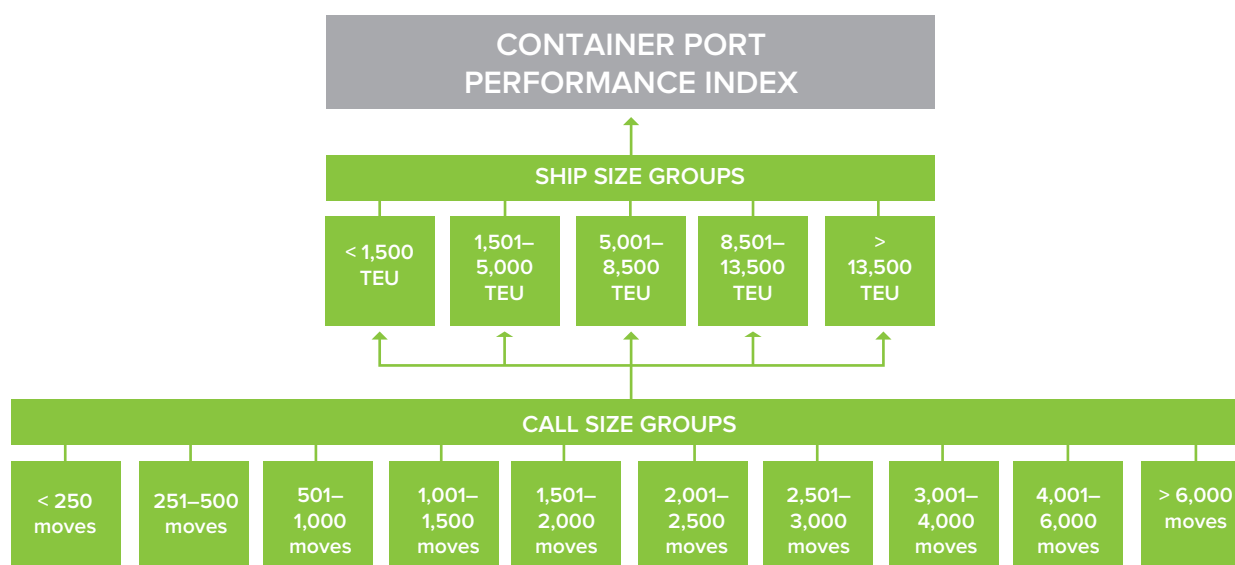 CONTAINER PORT
PERFORMANCE INDEX
SHIP SIZE GROUPS
< 1,500
TEU
1,501–
5,000
TEU
5,001–
8,500
TEU
8,501–
13,500
TEU
>
13,500
TEU
CALL SIZE GROUPS
< 250
moves
251–500
moves
501–
1,000
moves
1,001–
1,500
moves
1,501–
2,000
moves
2,001–
2,500
moves
2,501–
3,000
moves
3,001–
4,000
moves
4,001–
6,000
moves
> 6,000
moves